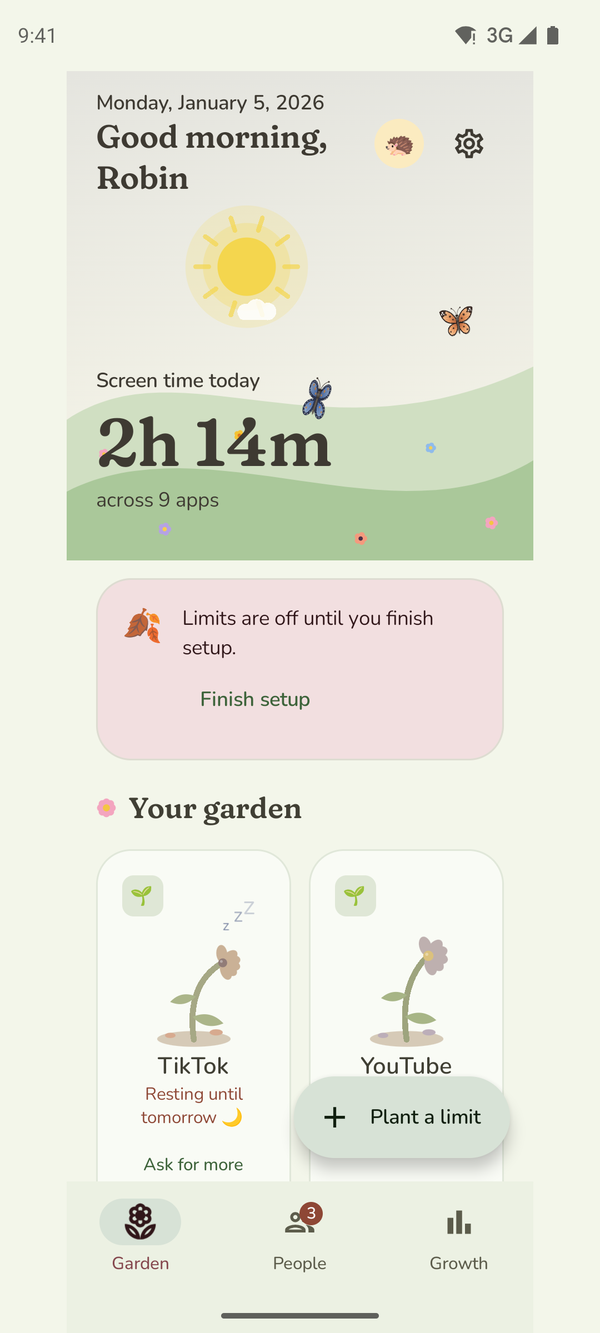 9:41
3G
Monday, January 5, 2026
Good morning,
Robin
Screen time today
2h 14m
across 9 apps
Limits are off until you finish
setup.
Finish setup
Your garden
z z Z
TikTok
YouTube
Resting until
tomorrow
Ask for more
Plant a limit
3
Garden
People
Growth